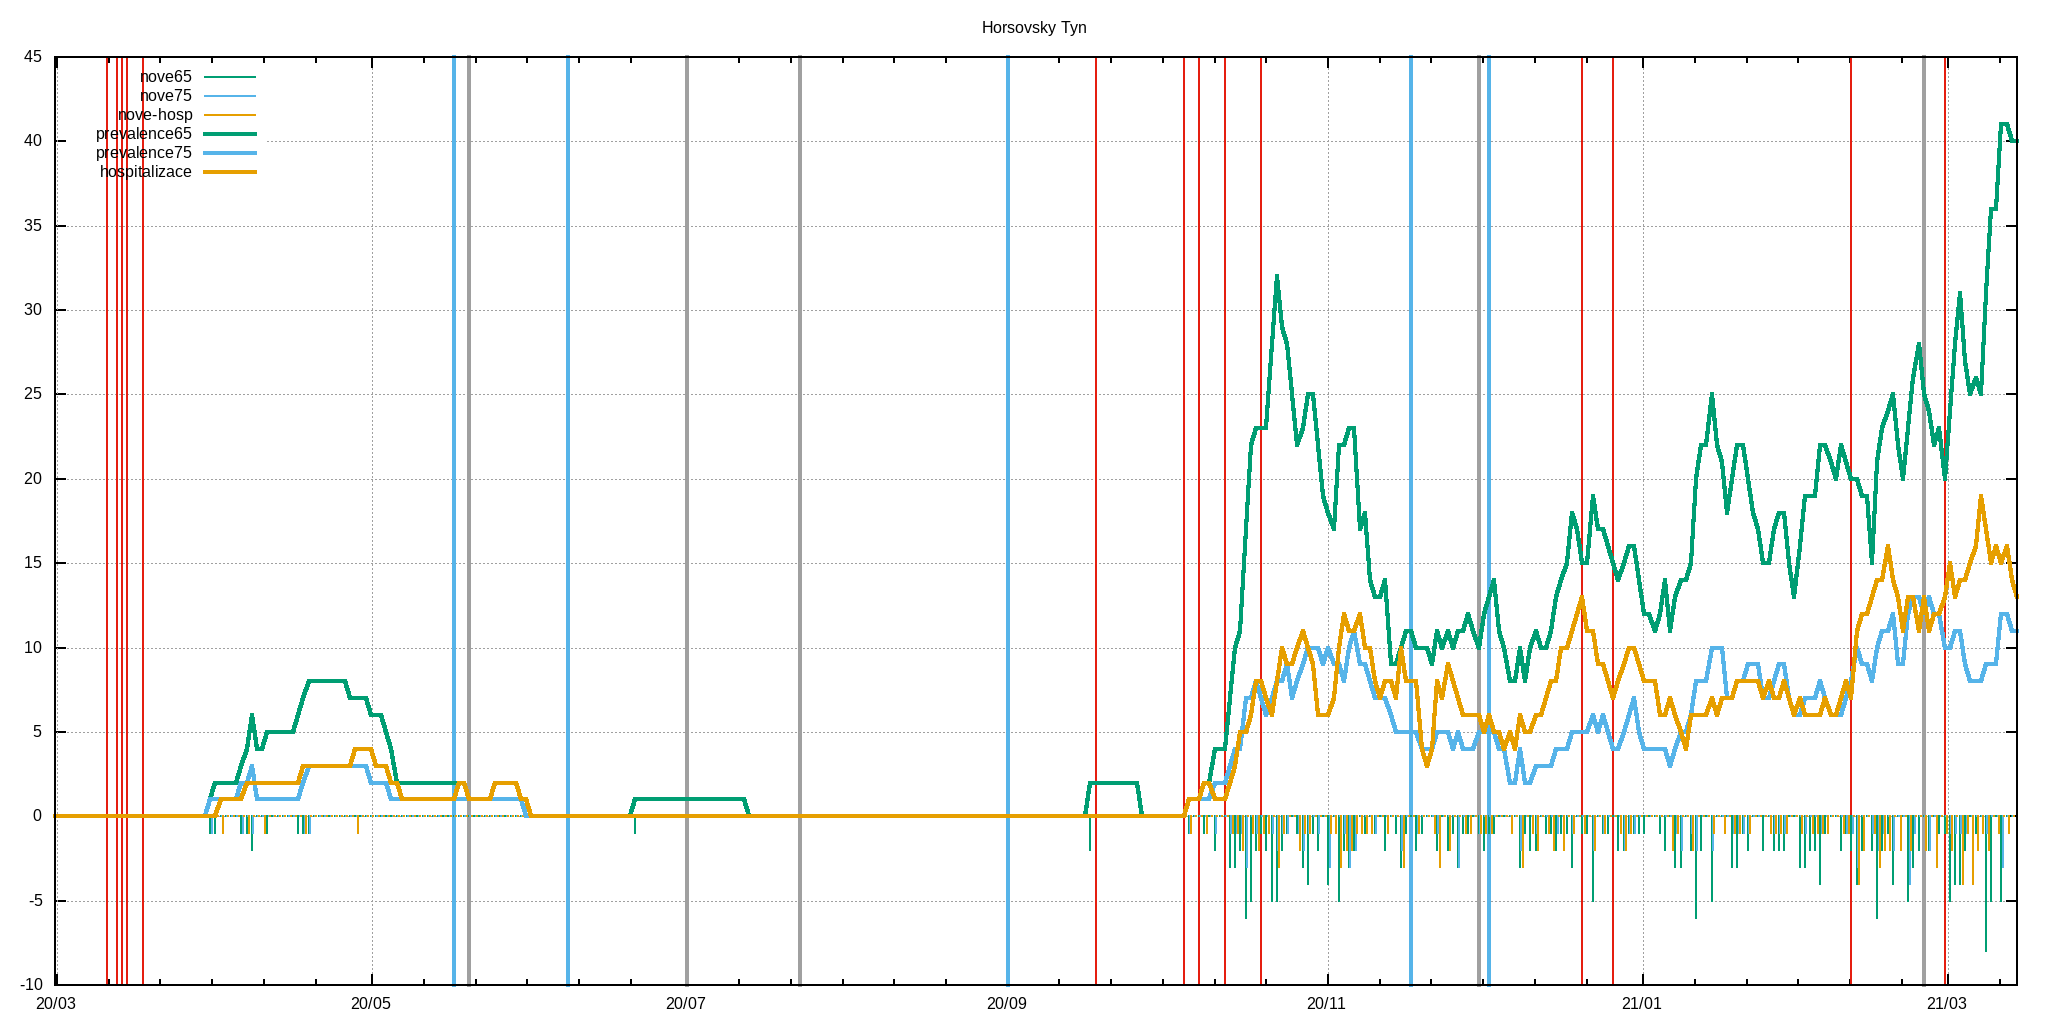 Horsovsky Tyn
45
40
35
30
25
20
15
10
5
0
-5
-10
nove65
nove75
nove-hosp
prevalence65
prevalence75
hospitalizace
20/03 20/05 20/07 20/09 20/11 21/01 21/03